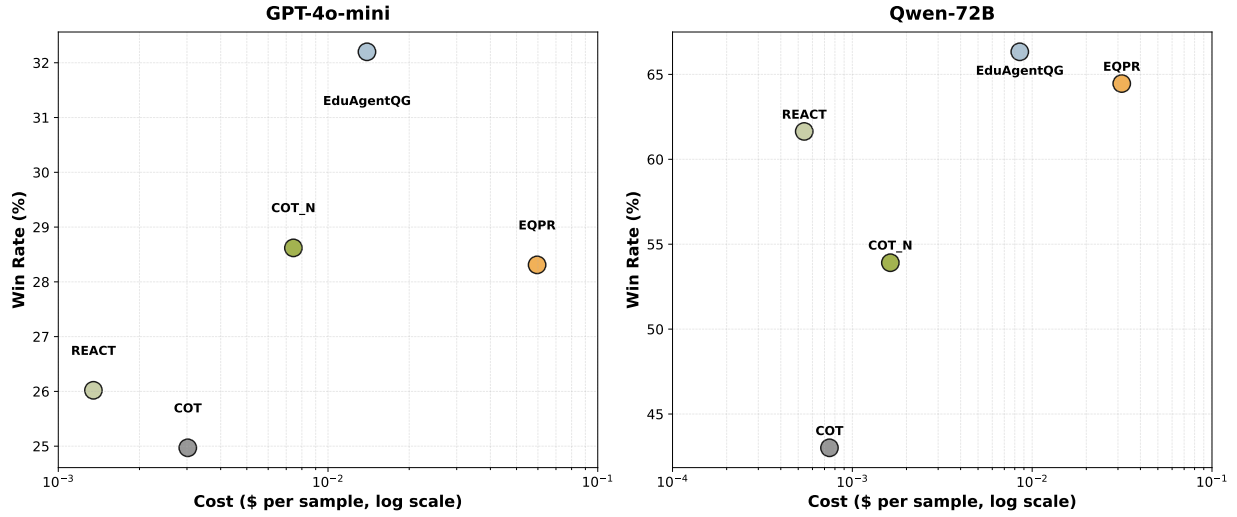 GPT-4o-mini
Win Rate (%)
32
31
30
29
28
27
26
25
EduAgentQG
COT_N
EQPR
REACT
COT
10⁻³
10⁻²
10⁻¹
Cost ($ per sample, log scale)
Qwen-72B
Win Rate (%)
65
60
55
50
45
EduAgentQG
EQPR
REACT
COT_N
COT
10⁻⁴
10⁻³
10⁻²
10⁻¹
Cost ($ per sample, log scale)